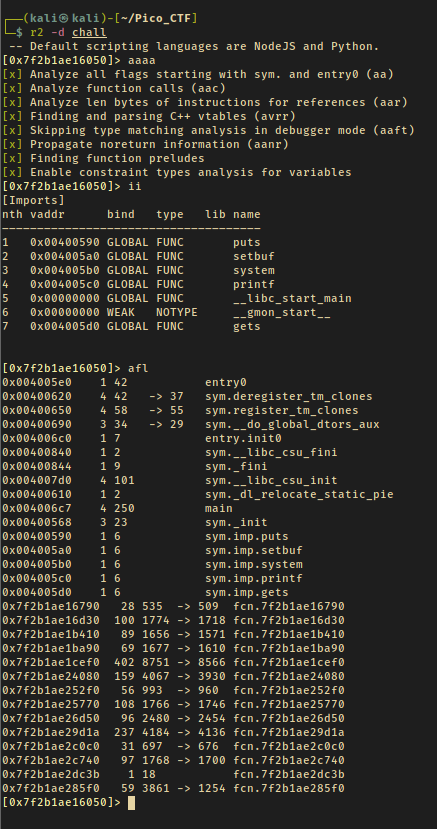 ┌──(kali㉿kali)-[~/Pico_CTF]
└─$ r2 -d chall
 -- Default scripting languages are NodeJS and Python.
[0x7f2b1ae16050]> aaaa
[x] Analyze all flags starting with sym. and entry0 (aa)
[x] Analyze function calls (aac)
[x] Analyze len bytes of instructions for references (aar)
[x] Finding and parsing C++ vtables (avrr)
[x] Skipping type matching analysis in debugger mode (aaft)
[x] Propagate noreturn information (aanr)
[x] Finding function preludes
[x] Enable constraint types analysis for variables
[0x7f2b1ae16050]> ii
[Imports]
nth vaddr      bind   type   lib name
―――――――――――――――――――――――――――――――――――――
1   0x00400590 GLOBAL FUNC       puts
2   0x004005a0 GLOBAL FUNC       setbuf
3   0x004005b0 GLOBAL FUNC       system
4   0x004005c0 GLOBAL FUNC       printf
5   0x00000000 GLOBAL FUNC       __libc_start_main
6   0x00000000 WEAK   NOTYPE     __gmon_start__
7   0x004005d0 GLOBAL FUNC       gets
[0x7f2b1ae16050]> afl
0x004005e0    1 42           entry0
0x00400620    4 42   -> 37   sym.deregister_tm_clones
0x00400650    4 58   -> 55   sym.register_tm_clones
0x00400690    3 34   -> 29   sym.__do_global_dtors_aux
0x004006c0    1 7            entry.init0
0x00400840    1 2            sym.__libc_csu_fini
0x00400844    1 9            sym._fini
0x004007d0    4 101          sym.__libc_csu_init
0x00400610    1 2            sym._dl_relocate_static_pie
0x004006c7    4 250          main
0x00400568    3 23           sym._init
0x00400590    1 6            sym.imp.puts
0x004005a0    1 6            sym.imp.setbuf
0x004005b0    1 6            sym.imp.system
0x004005c0    1 6            sym.imp.printf
0x004005d0    1 6            sym.imp.gets
0x7f2b1ae16790   28 535  -> 509  fcn.7f2b1ae16790
0x7f2b1ae16d30  100 1774 -> 1718 fcn.7f2b1ae16d30
0x7f2b1ae1b410   89 1656 -> 1571 fcn.7f2b1ae1b410
0x7f2b1ae1ba90   69 1677 -> 1610 fcn.7f2b1ae1ba90
0x7f2b1ae1cef0  402 8751 -> 8566 fcn.7f2b1ae1cef0
0x7f2b1ae24080  159 4067 -> 3930 fcn.7f2b1ae24080
0x7f2b1ae252f0   56 993  -> 960  fcn.7f2b1ae252f0
0x7f2b1ae25770  108 1766 -> 1746 fcn.7f2b1ae25770
0x7f2b1ae26d50   96 2480 -> 2454 fcn.7f2b1ae26d50
0x7f2b1ae29d1a  237 4184 -> 4136 fcn.7f2b1ae29d1a
0x7f2b1ae2c0c0   31 697  -> 676  fcn.7f2b1ae2c0c0
0x7f2b1ae2c740   97 1768 -> 1700 fcn.7f2b1ae2c740
0x7f2b1ae2dc3b    1 18           fcn.7f2b1ae2dc3b
0x7f2b1ae285f0   59 3861 -> 1254 fcn.7f2b1ae285f0
[0x7f2b1ae16050]>